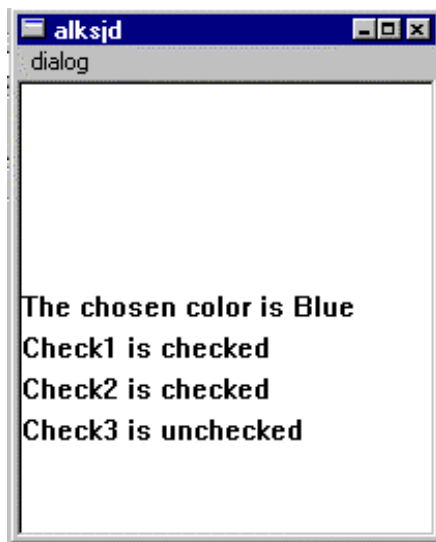 alksjd
dialog
The chosen color is Blue
Check1 is checked
Check2 is checked
Check3 is unchecked